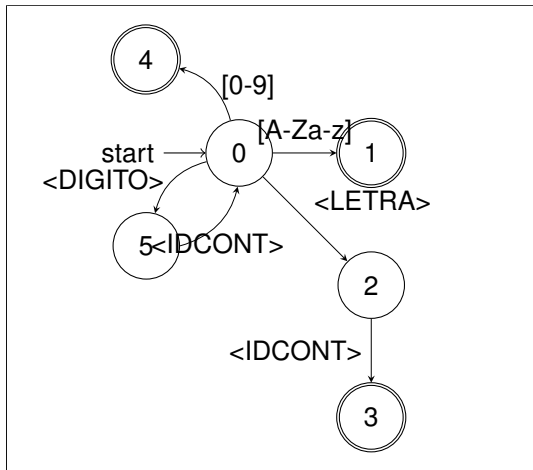 4
[0-9]
[A-Za-z]
start
0
1
<DIGITO>
<LETRA>
5
<IDCONT>
2
<IDCONT>
3